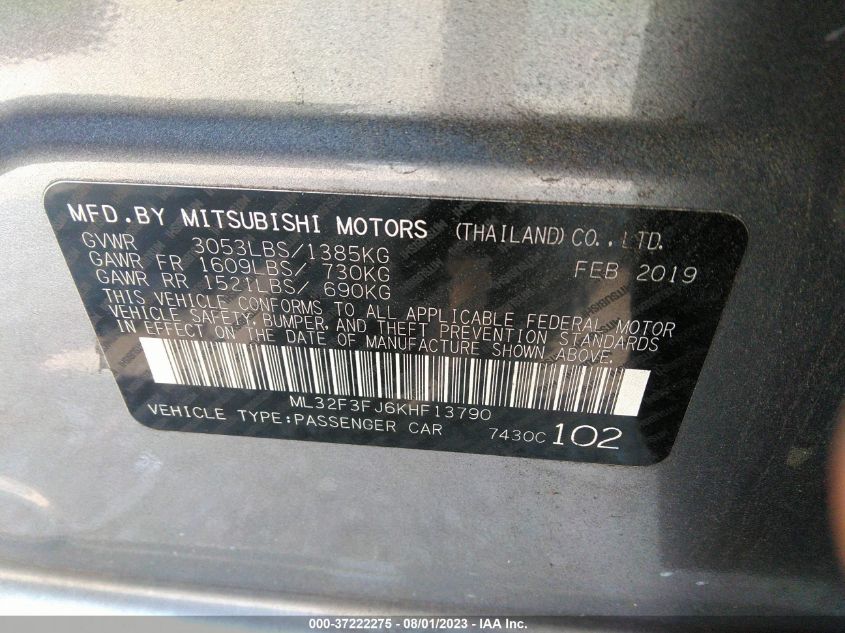 MFD.BY MITSUBISHI MOTORS (THAILAND) CO., LTD.
GVWR 3053LBS/1385KG FEB 2019
GAWR FR 1609LBS/ 730KG
GAWR RR 1521LBS/ 690KG
THIS VEHICLE CONFORMS TO ALL APPLICABLE FEDERAL MOTOR
VEHICLE SAFETY, BUMPER, AND THEFT PREVENTION STANDARDS
IN EFFECT ON THE DATE OF MANUFACTURE SHOWN ABOVE.
ML32F3FJ6KHF13790
VEHICLE TYPE:PASSENGER CAR 7430C 102
000-37222275 - 08/01/2023 - IAA Inc.